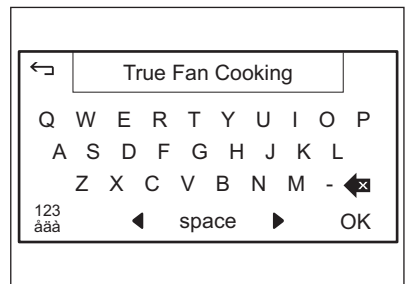 True Fan Cooking
Q W E R T Y U I O P
A S D F G H J K L
Z X C V B N M -
123
åäà
space
OK